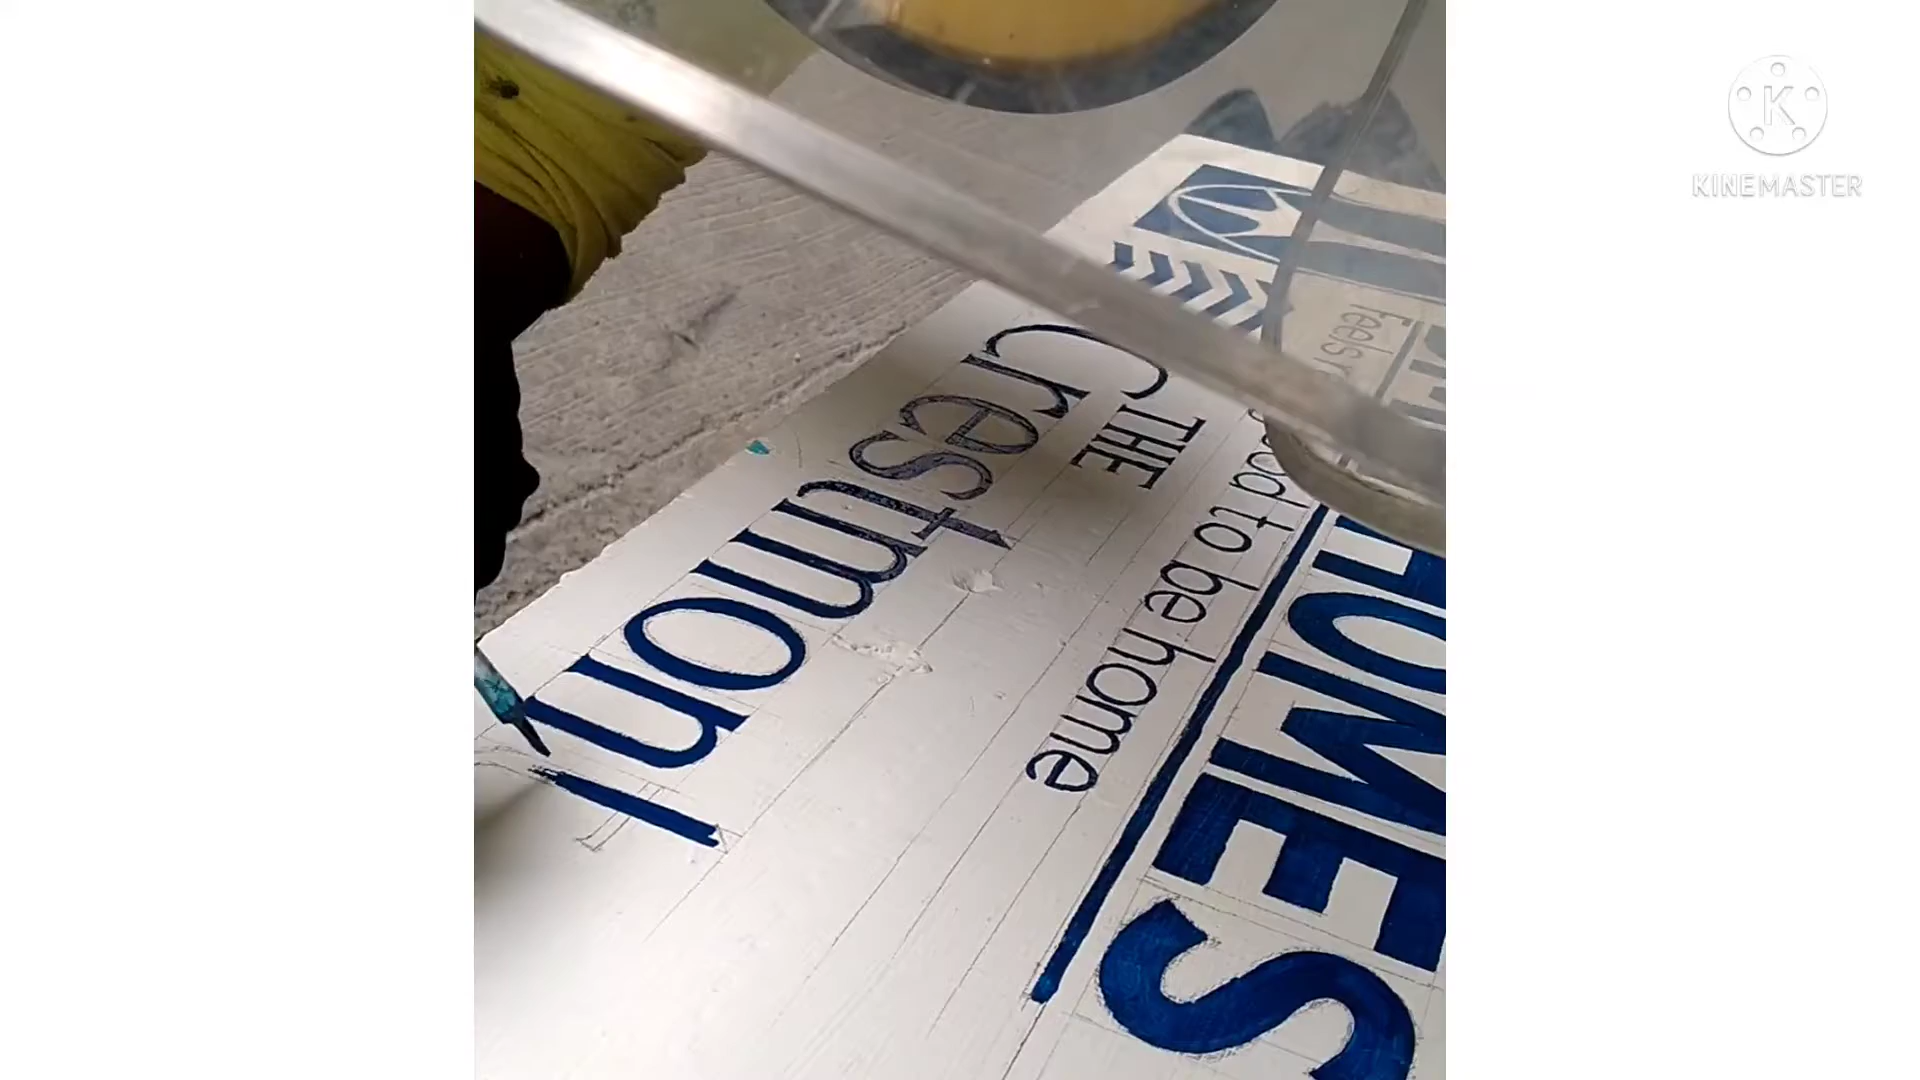 HOMES
Feels good to be home
THE
Crestmont
KINEMASTER